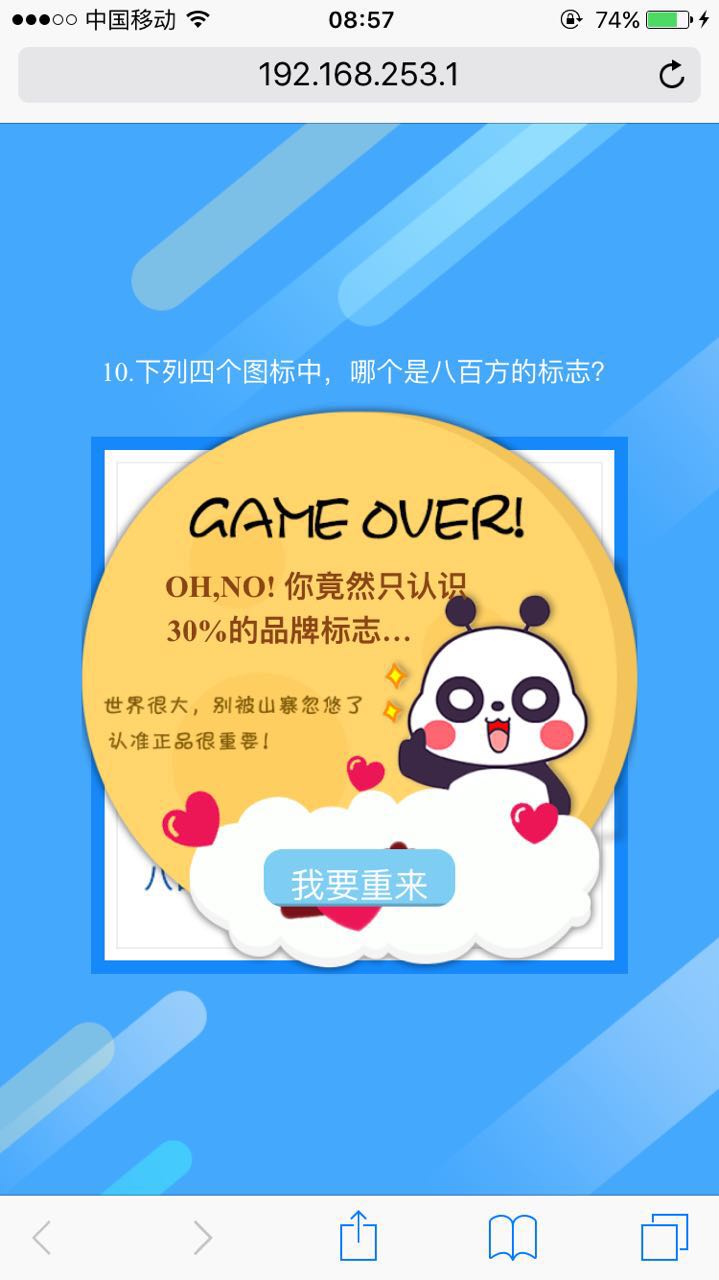 中国移动
08:57
74%
192.168.253.1
10.下列四个图标中，哪个是八百方的标志？
GAME OVER!
OH,NO! 你竟然只认识
30%的品牌标志...
世界很大，别被山寨忽悠了
认准正品很重要！
八
我要重来